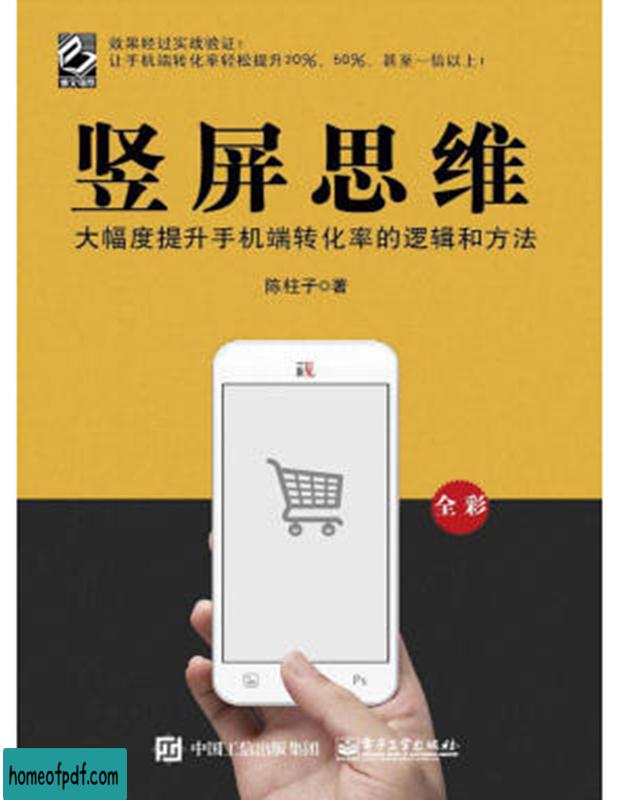 效果经过实践验证!
让手机端转化率轻松提升20%、50%、甚至一倍以上!
竖屏思维
大幅度提升手机端转化率的逻辑和方法
陈柱子◎著
全彩
Ps
中国工信出版集团
电子工业出版社
homeofpdf.com